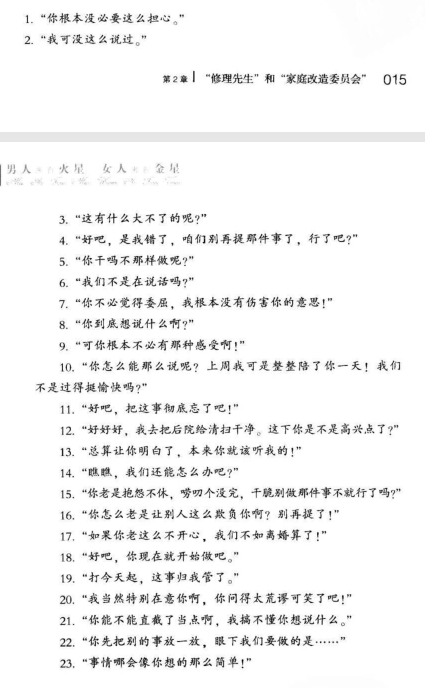 1. “你根本没必要这么担心。”
2. “我可没这么说过。”
第2章 “修理先生”和“家庭改造委员会” 015
男人来自火星 女人来自金星
3. “这有什么大不了的呢?”
4. “好吧，是我错了，咱们别再提那件事了，行了吧?”
5. “你干吗不那样做呢?”
6. “我们不是在说话吗?”
7. “你不必觉得委屈，我根本没有伤害你的意思!”
8. “你到底想说什么啊?”
9. “可你根本不必有那种感受啊!”
10. “你怎么能那么说呢? 上周我可是整整陪了你一天! 我们
不是过得挺愉快吗?”
11. “好吧，把这事彻底忘了吧!”
12. “好好好，我去把后院给清扫干净。这下你是不是高兴点了?”
13. “总算让你明白了，本来你就该听我的!”
14. “瞧瞧，我们还能怎么办吧?”
15. “你老是抱怨不休，唠叨个没完，干脆别做那件事不就行了吗?”
16. “你怎么老是让别人这么欺负你啊? 别再提了!”
17. “如果你老这么不开心，我们不如离婚算了!”
18. “好吧，你现在就开始做吧。”
19. “打今天起，这事归我管了。”
20. “我当然特别在意你啊，你问得太荒谬可笑了吧!”
21. “你能不能直截了当点啊，我搞不懂你想说什么。”
22. “你先把别的事放一放，眼下我们要做的是……”
23. “事情哪会像你想的那么简单!”